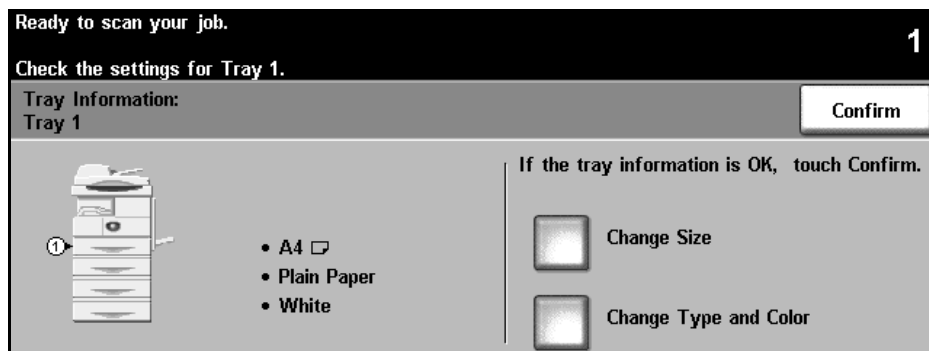 Ready to scan your job.
1
Check the settings for Tray 1.
Tray Information:
Tray 1
Confirm
If the tray information is OK, touch Confirm.
1
• A4
• Plain Paper
• White
Change Size
Change Type and Color